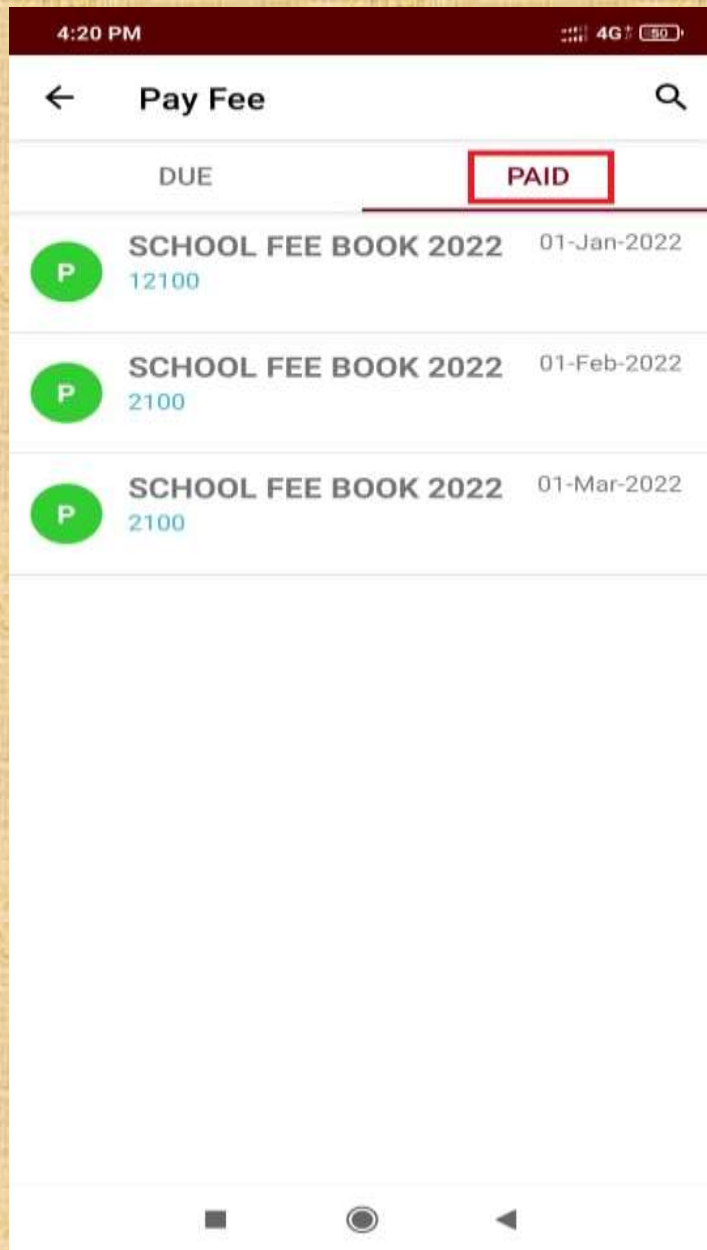 4:20 PM 4G+ 50
Pay Fee
DUE PAID
SCHOOL FEE BOOK 2022 01-Jan-2022
P
12100
SCHOOL FEE BOOK 2022 01-Feb-2022
P
2100
SCHOOL FEE BOOK 2022 01-Mar-2022
P
2100